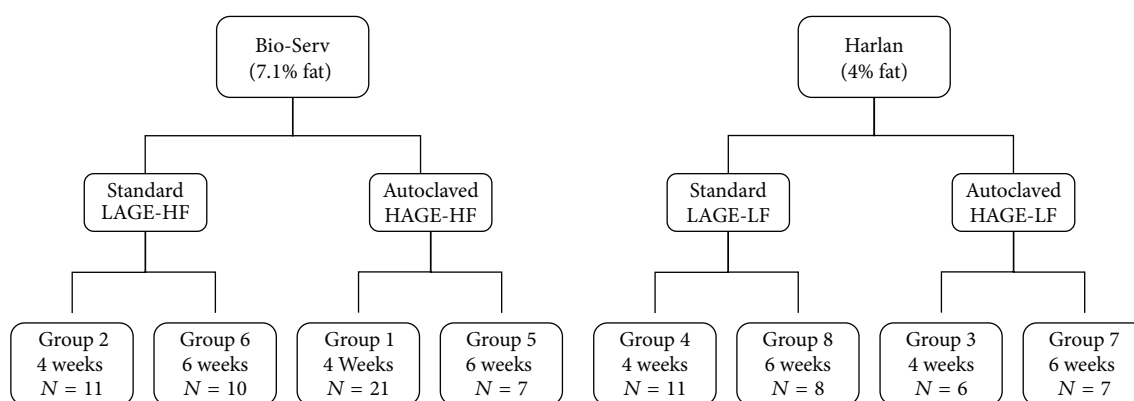 Bio-Serv
(7.1% fat)
Harlan
(4% fat)
Standard
LAGE-HF
Autoclaved
HAGE-HF
Standard
LAGE-LF
Autoclaved
HAGE-LF
Group 2
4 weeks
N = 11
Group 6
6 weeks
N = 10
Group 1
4 Weeks
N = 21
Group 5
6 weeks
N = 7
Group 4
4 weeks
N = 11
Group 8
6 weeks
N = 8
Group 3
4 weeks
N = 6
Group 7
6 weeks
N = 7